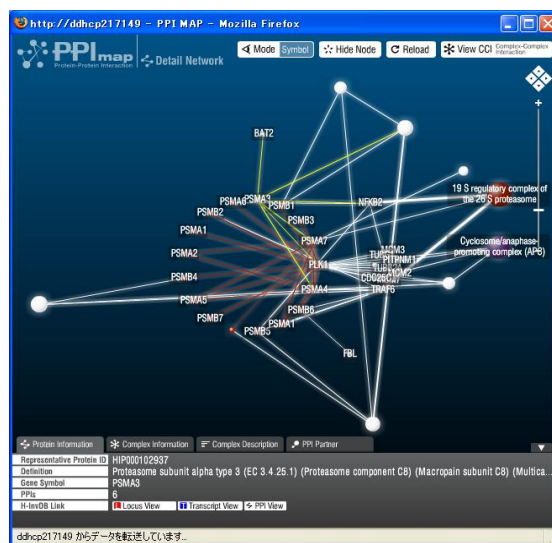 http://ddhcp217149 - PPI MAP - Mozilla Firefox
PPI map
Protein-Protein Interaction
Detail Network
Mode Symbol
Hide Node
Reload
View CCI Complex-Complex Interaction
BAT2
PSMA6
PSMA3
PSMB1
NFKB2
PSMB2
PSMB3
19 S regulatory complex of
the 26 S proteasome
PSMA1
PSMA7
MCM3
PSMA2
PLK1
PITPNM1
Cyclosome/anaphase-
promoting complex (APC)
PSMB4
CDC25C
MCM2
PSMA4
TRAF6
PSMA5
PSMB6
PSMB7
PSMB5
PSMA1
FBL
Protein Information
Complex Information
Complex Description
PPI Partner
Representative Protein ID HIP000102937
Definition Proteasome subunit alpha type 3 (EC 3.4.25.1) (Proteasome component C8) (Macropain subunit C8) (Multica...
Gene Symbol PSMA3
PPIs 6
H-InvDB Link Locus View Transcript View PPI View
ddhcp217149 からデータを転送しています...